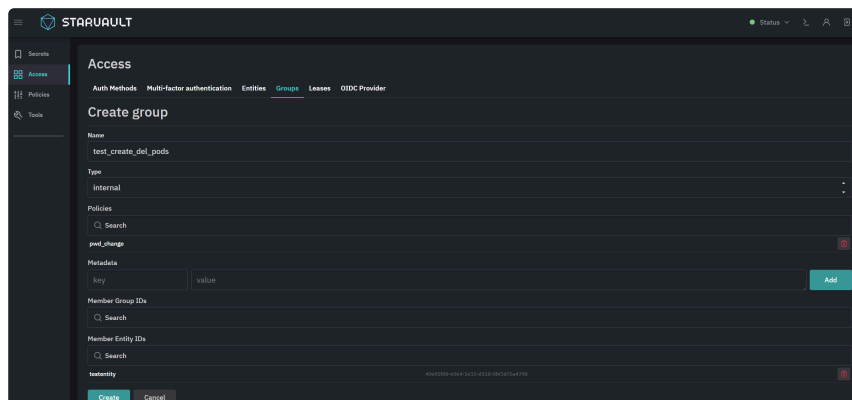 STARVAULT
Status
Secrets
Access
Policies
Tools
Access
Auth Methods Multi-factor authentication Entities Groups Leases OIDC Provider
Create group
Name
test_create_del_pods
Type
internal
Policies
Search
pwd_change
Metadata
key value Add
Member Group IDs
Search
Member Entity IDs
Search
testentity
Create Cancel